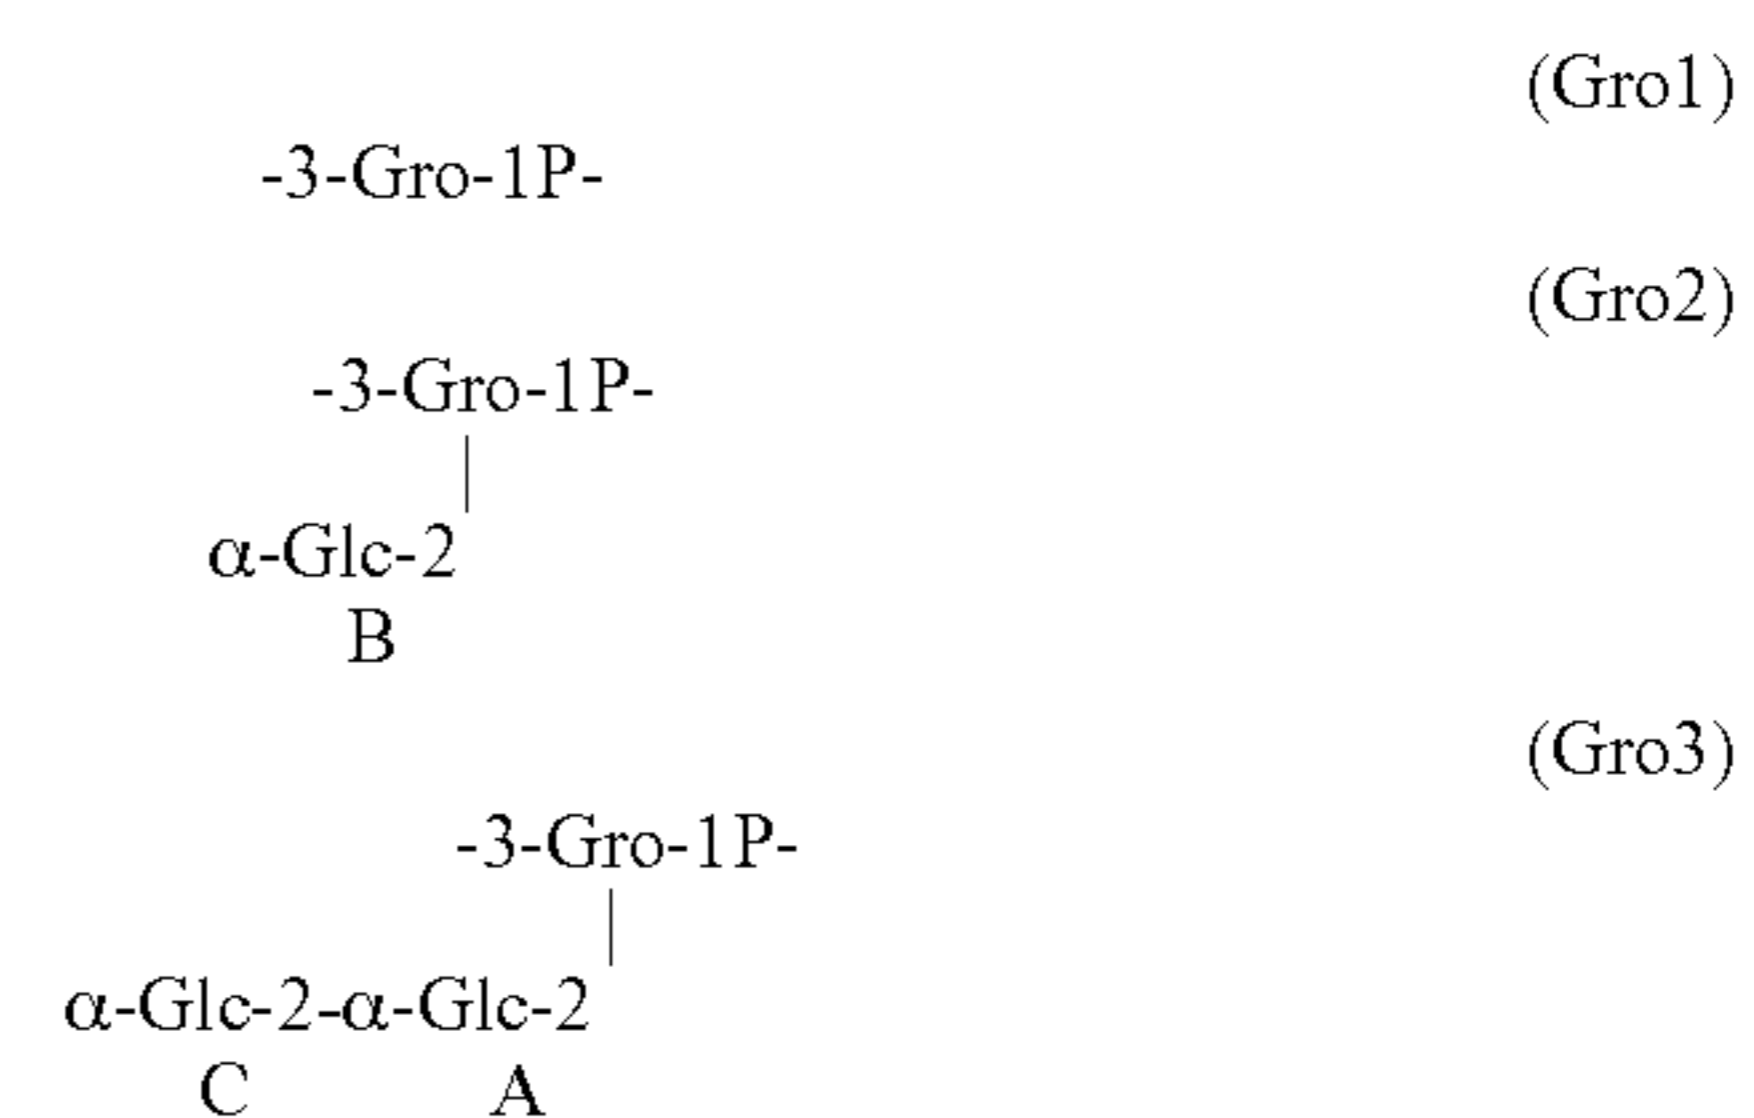 (Gro1)
-3-Gro-1P-
(Gro2)
-3-Gro-1P-
α-Glc-2
B
(Gro3)
-3-Gro-1P-
α-Glc-2-α-Glc-2
C A